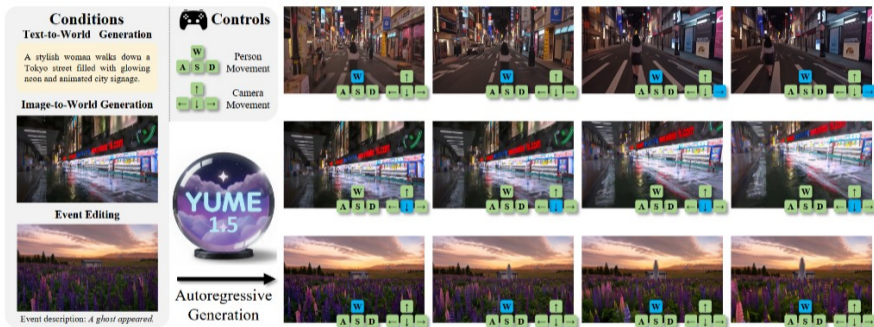 Conditions
Text-to-World Generation
A stylish woman walks down a
Tokyo street filled with glowing
neon and animated city signage.
Image-to-World Generation
Event Editing
Event description: A ghost appeared.
Controls
W
A S D
Person
Movement
↑
← ↓ →
Camera
Movement
YUME
1.5
Autoregressive
Generation
W ↑
A S D ← ↓ →
W ↑
A S D ← ↓ →
W ↑
A S D ← ↓ →
W ↑
A S D ← ↓ →
W ↑
A S D ← ↓ →
W ↑
A S D ← ↓ →
W ↑
A S D ← ↓ →
W ↑
A S D ← ↓ →
W ↑
A S D ← ↓ →
W ↑
A S D ← ↓ →
W ↑
A S D ← ↓ →
W ↑
A S D ← ↓ →